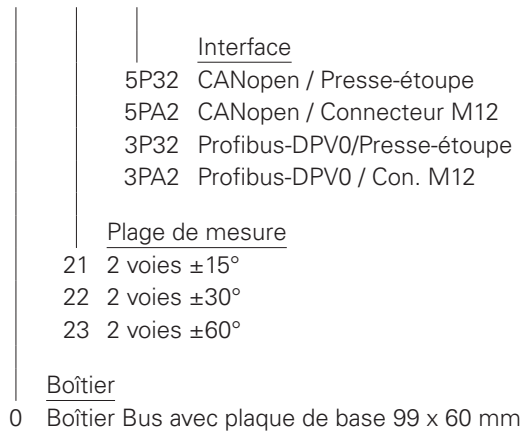 Interface
5P32 CANopen / Presse-étoupe
5PA2 CANopen / Connecteur M12
3P32 Profibus-DPV0/Presse-étoupe
3PA2 Profibus-DPV0 / Con. M12
Plage de mesure
21 2 voies ±15°
22 2 voies ±30°
23 2 voies ±60°
Boîtier
0 Boîtier Bus avec plaque de base 99 x 60 mm